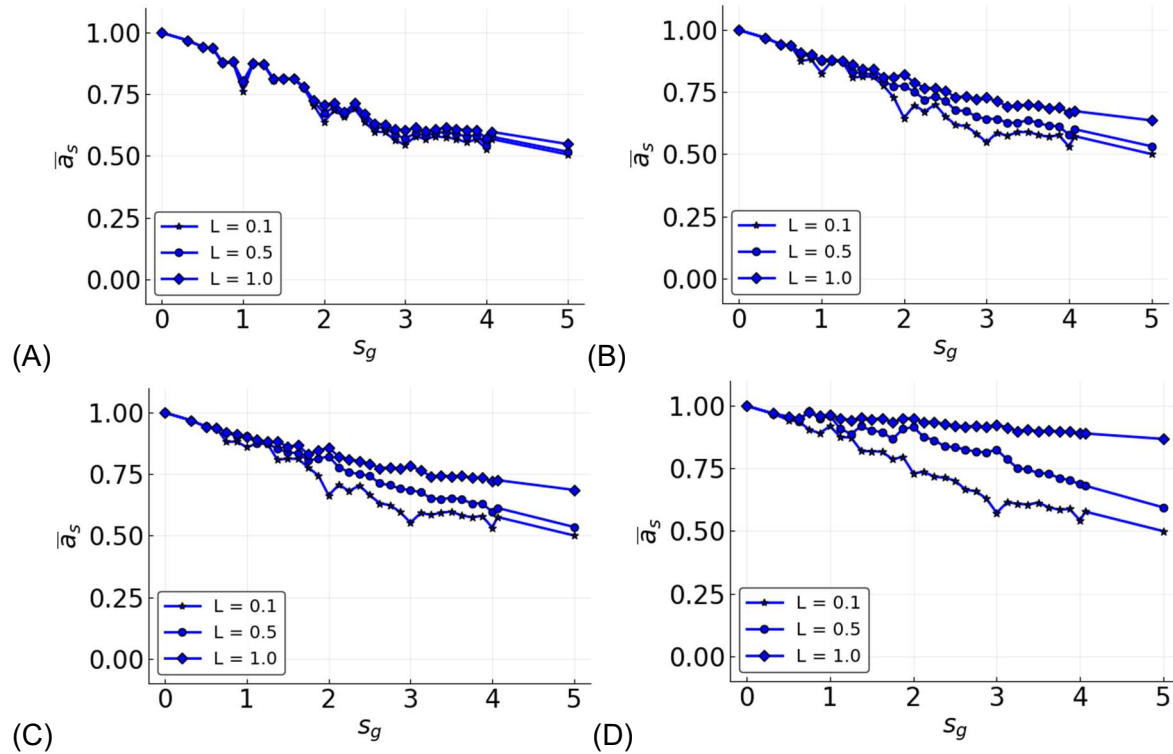 1.00
0.75
0.50
0.25
0.00
a̅ₛ
L = 0.1
L = 0.5
L = 1.0
0 1 2 3 4 5
s_g
(A)
1.00
0.75
0.50
0.25
0.00
a̅ₛ
L = 0.1
L = 0.5
L = 1.0
0 1 2 3 4 5
s_g
(B)
1.00
0.75
0.50
0.25
0.00
a̅ₛ
L = 0.1
L = 0.5
L = 1.0
0 1 2 3 4 5
s_g
(C)
1.00
0.75
0.50
0.25
0.00
a̅ₛ
L = 0.1
L = 0.5
L = 1.0
0 1 2 3 4 5
s_g
(D)